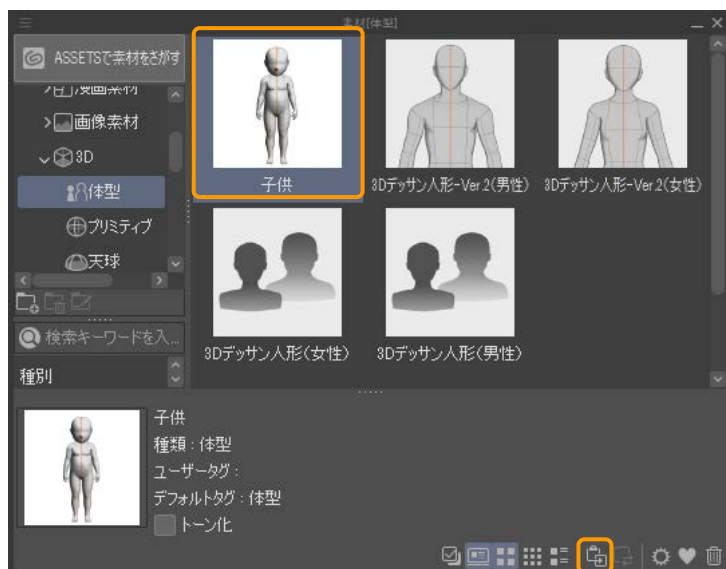 素材[体型]
ASSETSで素材をさがす
漫画素材
画像素材
3D
体型
プリミティブ
天球
検索キーワードを入...
種別
子供
3Dデッサン人形-Ver.2(男性)
3Dデッサン人形-Ver.2(女性)
3Dデッサン人形(女性)
3Dデッサン人形(男性)
子供
種類:体型
ユーザータグ:
デフォルトタグ:体型
トーン化